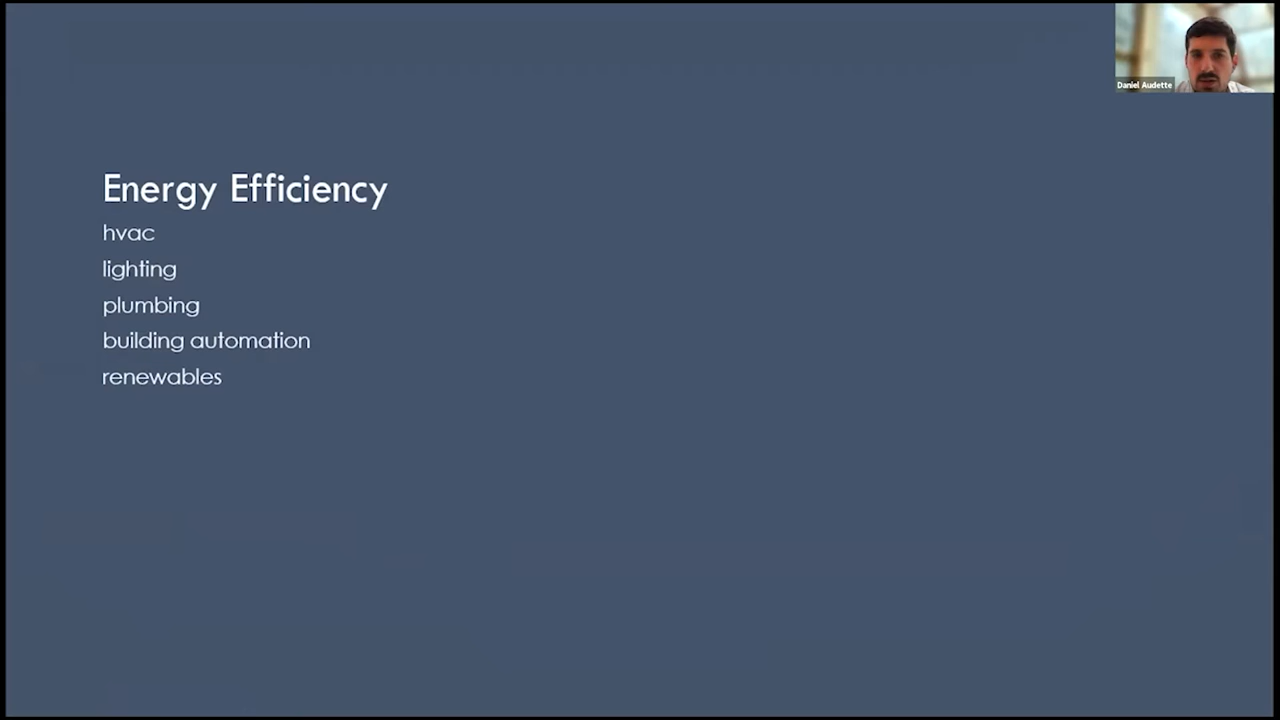 Daniel Audette
Energy Efficiency
hvac
lighting
plumbing
building automation
renewables